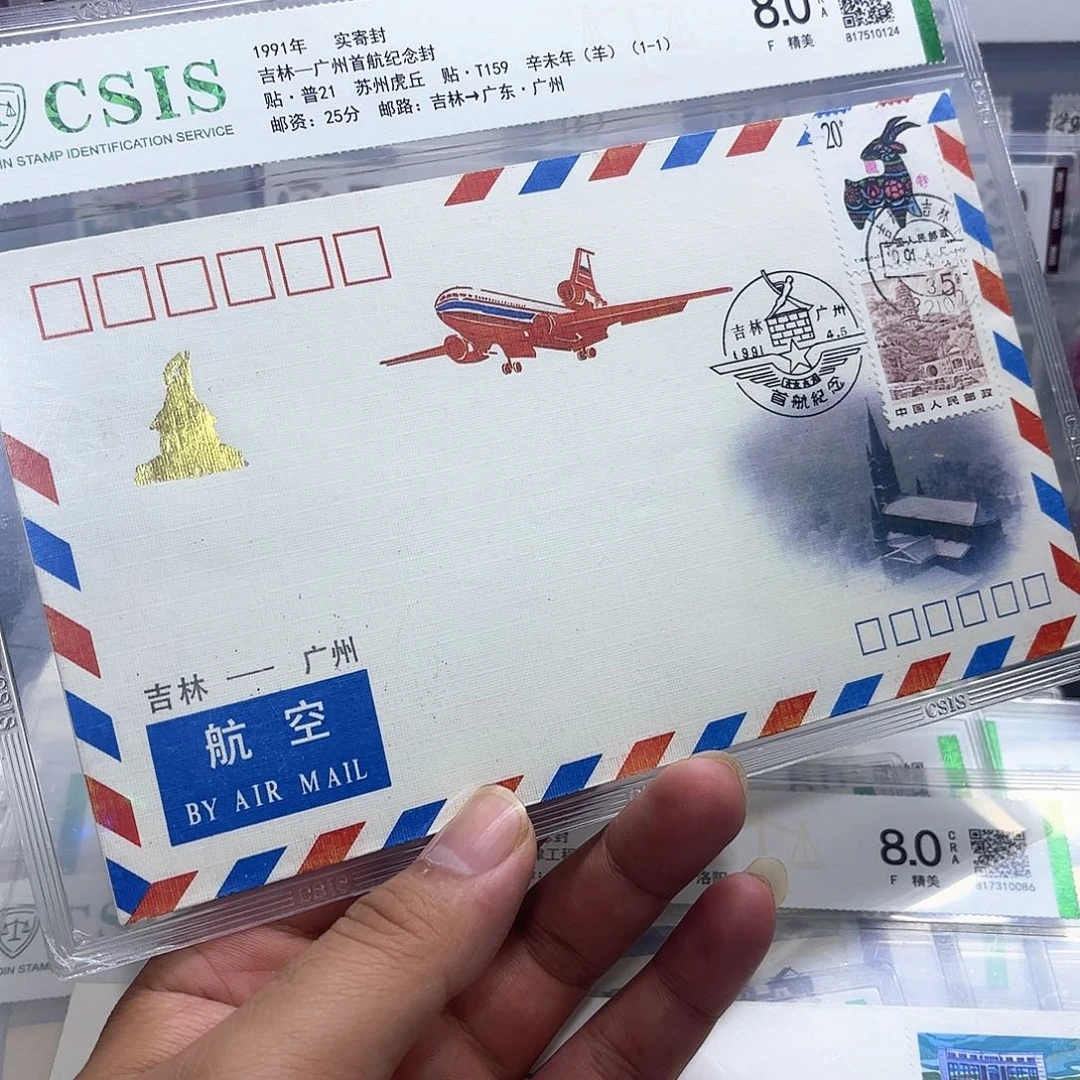 CSIS
1991年 实寄封
吉林—广州首航纪念封
贴·普21 苏州虎丘 贴·T159 辛未年(羊)(1-1)
邮资:25分 邮路:吉林→广东·广州
IN STAMP IDENTIFICATION SERVICE
8.0
RA
F 精美
817510124
20分
吉林
中国人民邮政
5分
中国人民邮政
吉林 广州
1991 4.5
首航纪念
吉林 — 广州
航空
BY AIR MAIL
CSIS
CSIS
8.0
CRA
F 精美
817310086
洛阳